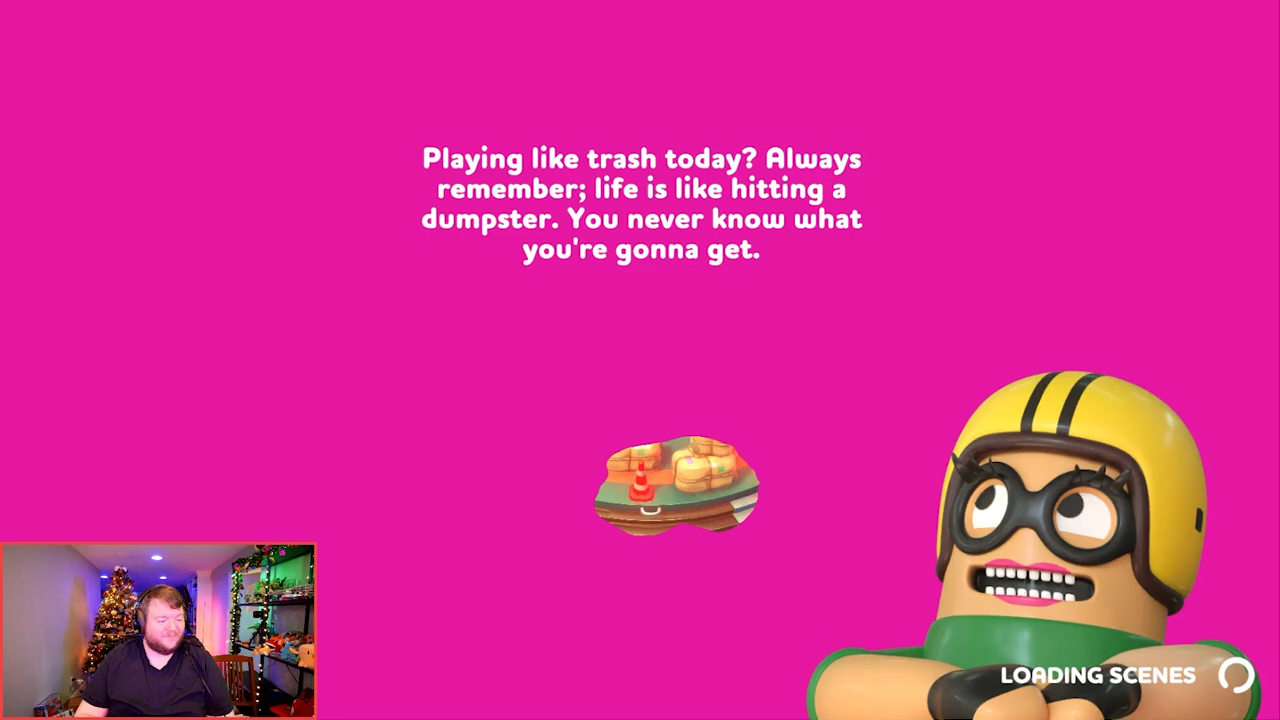 Playing like trash today? Always
remember; life is like hitting a
dumpster. You never know what
you're gonna get.
LOADING SCENES